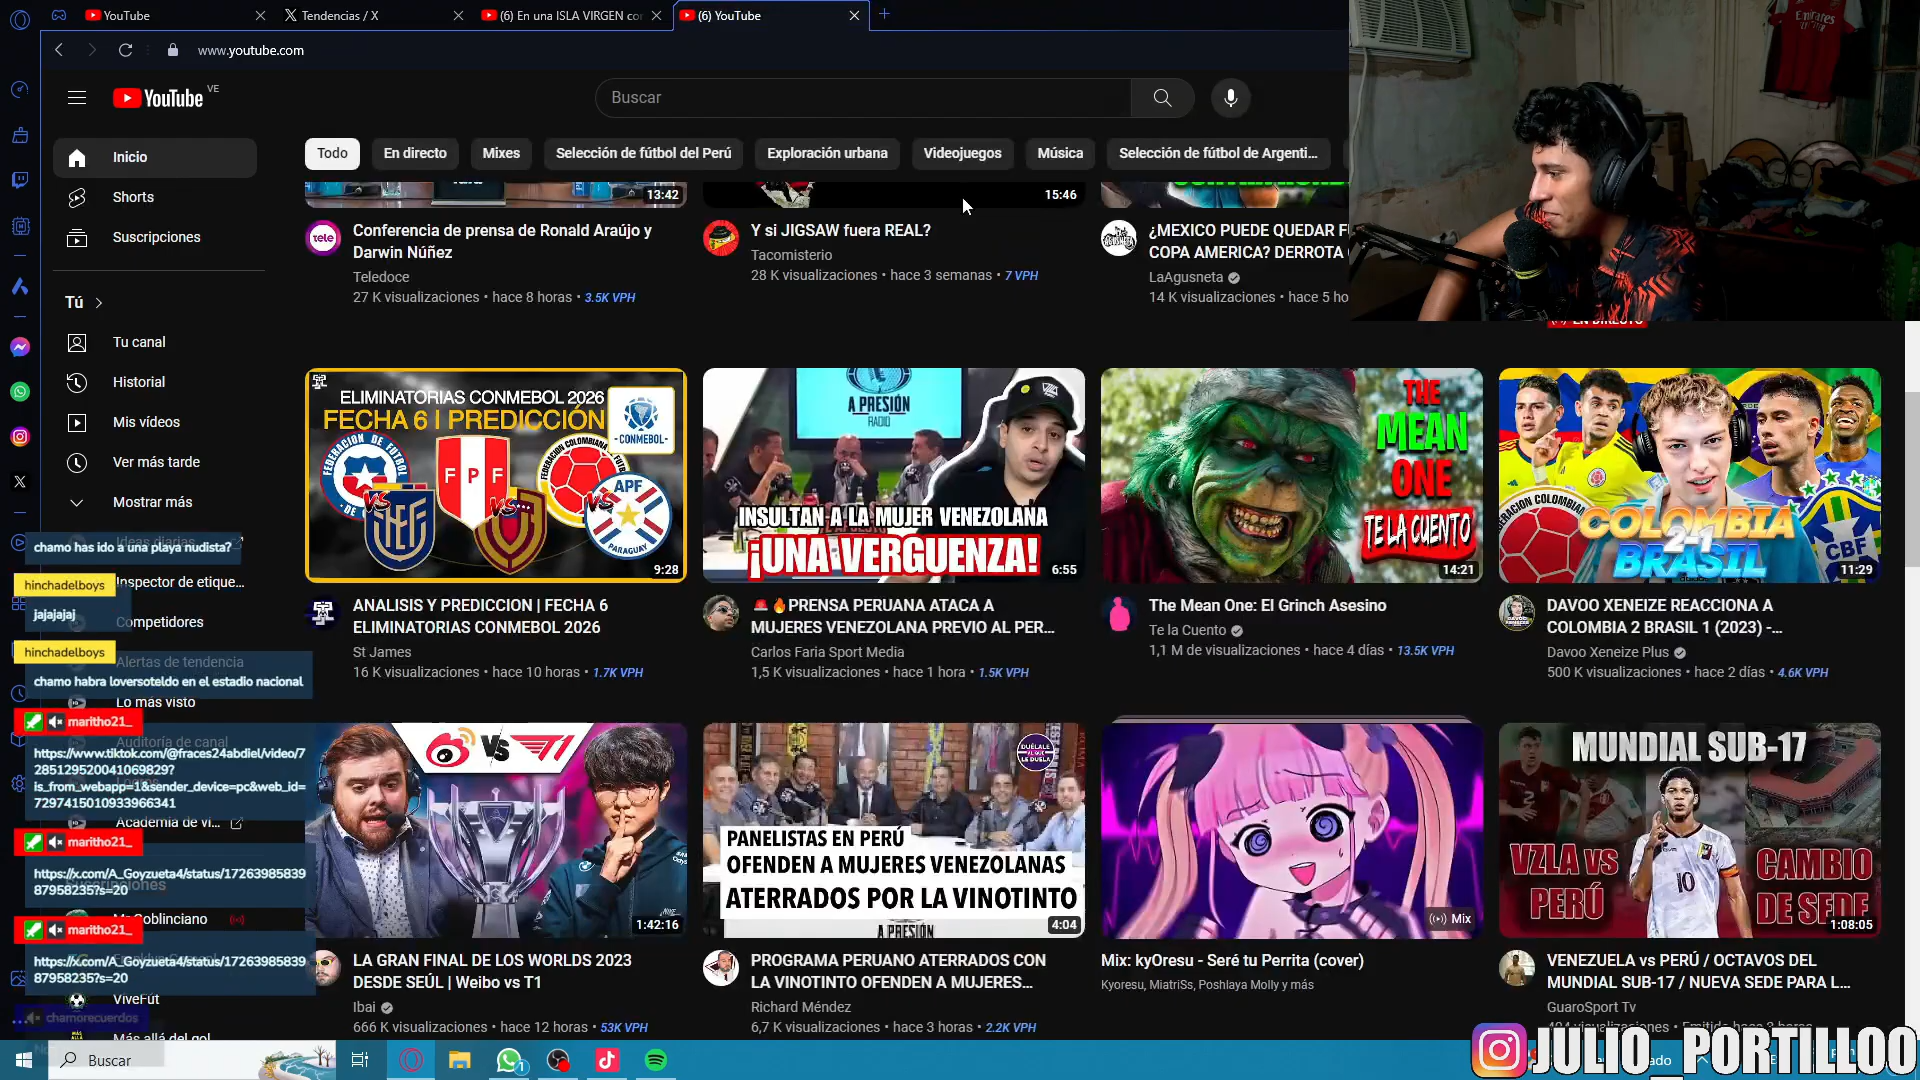 YouTube
Tendencias / X
(6) En una ISLA VIRGEN cor
(6) YouTube
www.youtube.com
YouTube VE
Buscar
Todo
En directo
Mixes
Selección de fútbol del Perú
Exploración urbana
Videojuegos
Música
Selección de fútbol de Argenti...
Inicio
Shorts
Suscripciones
Tú
Tu canal
Historial
Mis vídeos
Ver más tarde
Mostrar más
Inspector de etique...
Competidores
Alertas de tendencia
Lo más visto
Auditoría de canal
Academia de vi...
ViveFút
Más allá del gol
chamo has ido a una playa nudista?
hinchadelboys
jajajajaj
hinchadelboys
chamo habra loversoteldo en el estadio nacional
maritho21_
https://www.tiktok.com/@fraces24abdiel/video/7
285129520041069829?
is_from_webapp=1&sender_device=pc&web_id=
7297415010933966341
maritho21_
https://x.com/A_Goyzueta4/status/17263985839
87958235?s=20
maritho21_
https://x.com/A_Goyzueta4/status/17263985839
87958235?s=20
chamorecuerdos
13:42
Conferencia de prensa de Ronald Araújo y
Darwin Núñez
Teledoce
27 K visualizaciones • hace 8 horas • 3.5K VPH
15:46
Y si JIGSAW fuera REAL?
Tacomisterio
28 K visualizaciones • hace 3 semanas • 7 VPH
¿MEXICO PUEDE QUEDAR F
COPA AMERICA? DERROTA
LaAgusneta
14 K visualizaciones • hace 5 ho
EN DIRECTO
Emirates
ELIMINATORIAS CONMEBOL 2026
FECHA 6 | PREDICCIÓN
CONMEBOL
FPF
VS
VS
VS
APF
PARAGUAY
9:28
ANALISIS Y PREDICCION | FECHA 6
ELIMINATORIAS CONMEBOL 2026
St James
16 K visualizaciones • hace 10 horas • 1.7K VPH
A PRESIÓN
RADIO
INSULTAN A LA MUJER VENEZOLANA
¡UNA VERGUENZA!
6:55
🚨🔥PRENSA PERUANA ATACA A
MUJERES VENEZOLANA PREVIO AL PER...
Carlos Faria Sport Media
1,5 K visualizaciones • hace 1 hora • 1.5K VPH
THE
MEAN
ONE
TE LA CUENTO
14:21
The Mean One: El Grinch Asesino
Te la Cuento
1,1 M de visualizaciones • hace 4 días • 13.5K VPH
COLOMBIA
2-1
BRASIL
CBF
11:29
DAVOO XENEIZE REACCIONA A
COLOMBIA 2 BRASIL 1 (2023) -...
Davoo Xeneize Plus
500 K visualizaciones • hace 2 días • 4.6K VPH
VS T1
1:42:16
LA GRAN FINAL DE LOS WORLDS 2023
DESDE SEÚL | Weibo vs T1
Ibai
666 K visualizaciones • hace 12 horas • 53K VPH
PANELISTAS EN PERÚ
OFENDEN A MUJERES VENEZOLANAS
ATERRADOS POR LA VINOTINTO
A PRESIÓN
4:04
PROGRAMA PERUANO ATERRADOS CON
LA VINOTINTO OFENDEN A MUJERES...
Richard Méndez
6,7 K visualizaciones • hace 3 horas • 2.2K VPH
Mix
Mix: kyOresu - Seré tu Perrita (cover)
Kyoresu, MiatriSs, Poshlaya Molly y más
MUNDIAL SUB-17
VZLA VS
PERÚ
10
CAMBIO
DE SEDE
1:08:05
VENEZUELA vs PERÚ / OCTAVOS DEL
MUNDIAL SUB-17 / NUEVA SEDE PARA L...
GuaroSport Tv
Buscar
1
JULIO_PORTILLOO